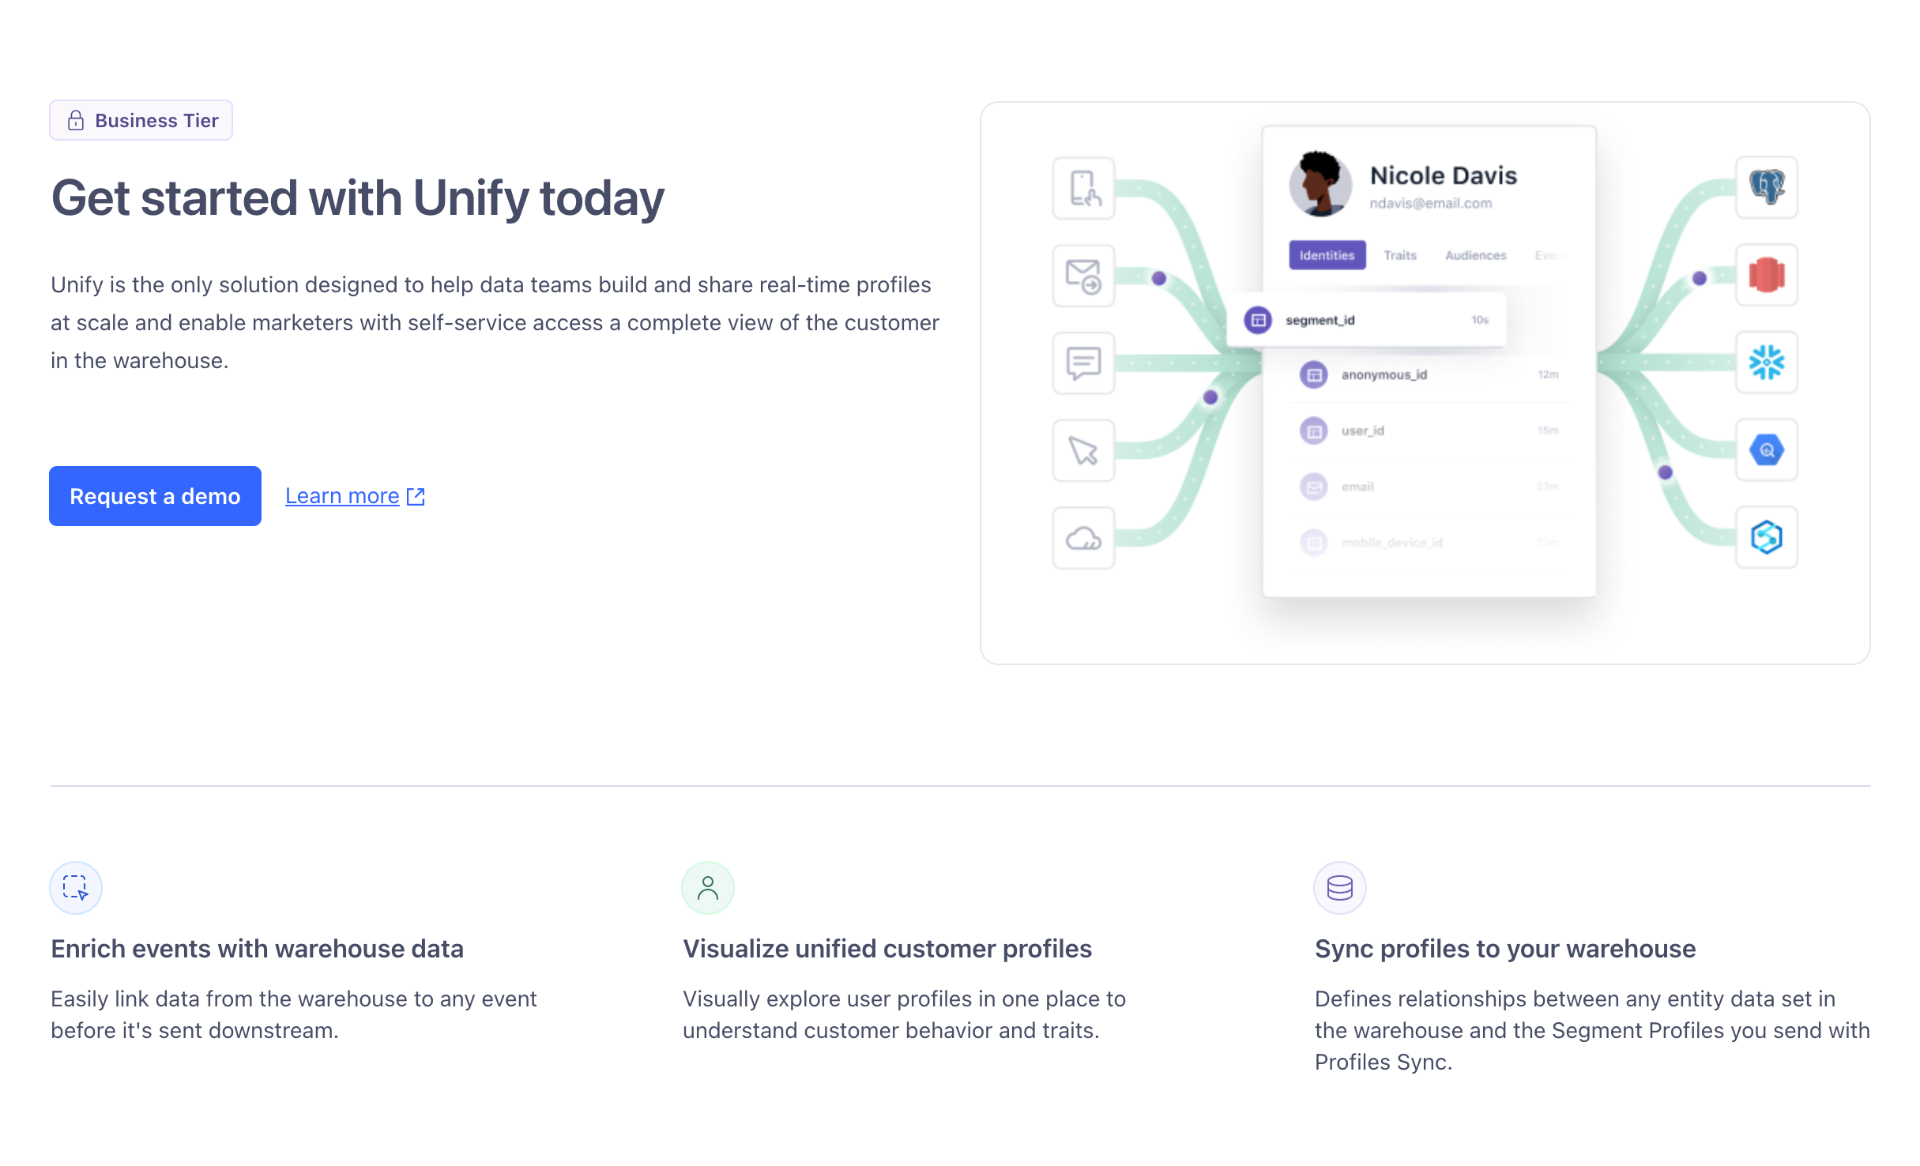 Business Tier
Get started with Unify today
Unify is the only solution designed to help data teams build and share real-time profiles
at scale and enable marketers with self-service access a complete view of the customer
in the warehouse.
Request a demo
Learn more
Nicole Davis
ndavis@email.com
Identities Traits Audiences
segment_id 10s
anonymous_id 12m
user_id 15m
email 23m
mobile_device_id 33m
Enrich events with warehouse data
Easily link data from the warehouse to any event
before it's sent downstream.
Visualize unified customer profiles
Visually explore user profiles in one place to
understand customer behavior and traits.
Sync profiles to your warehouse
Defines relationships between any entity data set in
the warehouse and the Segment Profiles you send with
Profiles Sync.